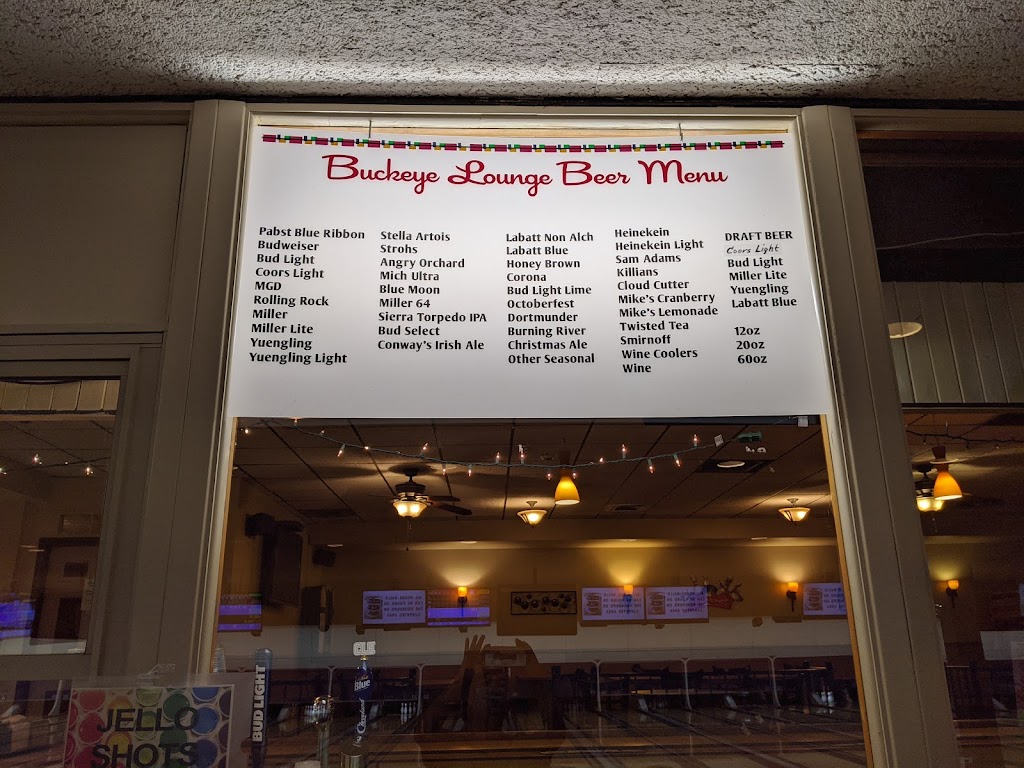 Buckeye Lounge Beer Menu
Pabst Blue Ribbon
Budweiser
Bud Light
Coors Light
MGD
Rolling Rock
Miller
Miller Lite
Yuengling
Yuengling Light
Stella Artois
Strohs
Angry Orchard
Mich Ultra
Blue Moon
Miller 64
Sierra Torpedo IPA
Bud Select
Conway's Irish Ale
Labatt Non Alch
Labatt Blue
Honey Brown
Corona
Bud Light Lime
Octoberfest
Dortmunder
Burning River
Christmas Ale
Other Seasonal
Heinekein
Heinekein Light
Sam Adams
Killians
Cloud Cutter
Mike's Cranberry
Mike's Lemonade
Twisted Tea
Smirnoff
Wine Coolers
Wine
DRAFT BEER
Coors Light
Bud Light
Miller Lite
Yuengling
Labatt Blue
12oz
20oz
60oz
BUD LIGHT
Blue
JELLO
SHOTS